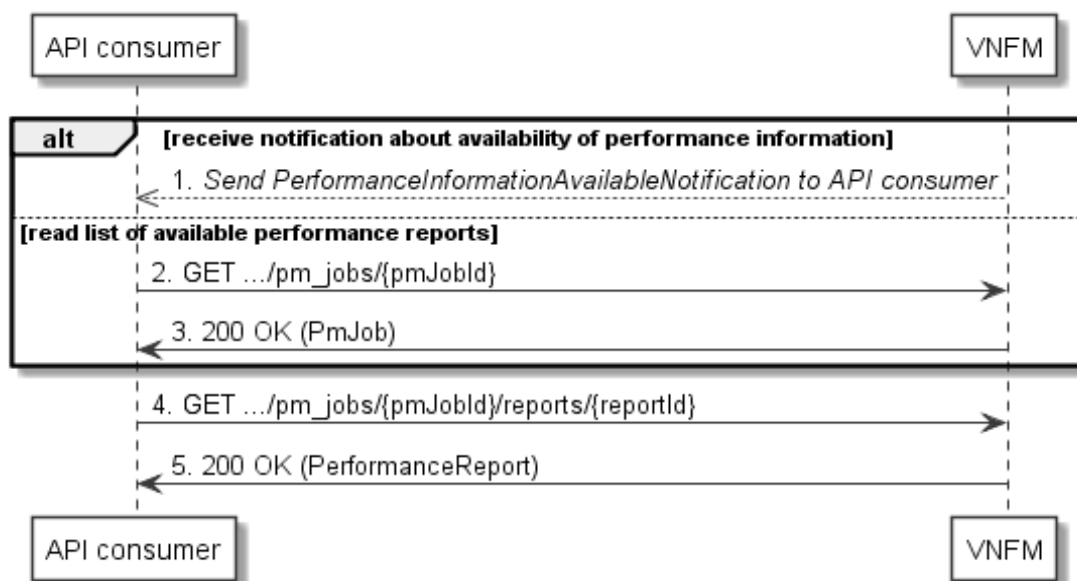 API consumer
VNFM
alt
[receive notification about availability of performance information]
1. Send PerformanceInformationAvailableNotification to API consumer
[read list of available performance reports]
2. GET .../pm_jobs/{pmJobId}
3. 200 OK (PmJob)
4. GET .../pm_jobs/{pmJobId}/reports/{reportId}
5. 200 OK (PerformanceReport)
API consumer
VNFM